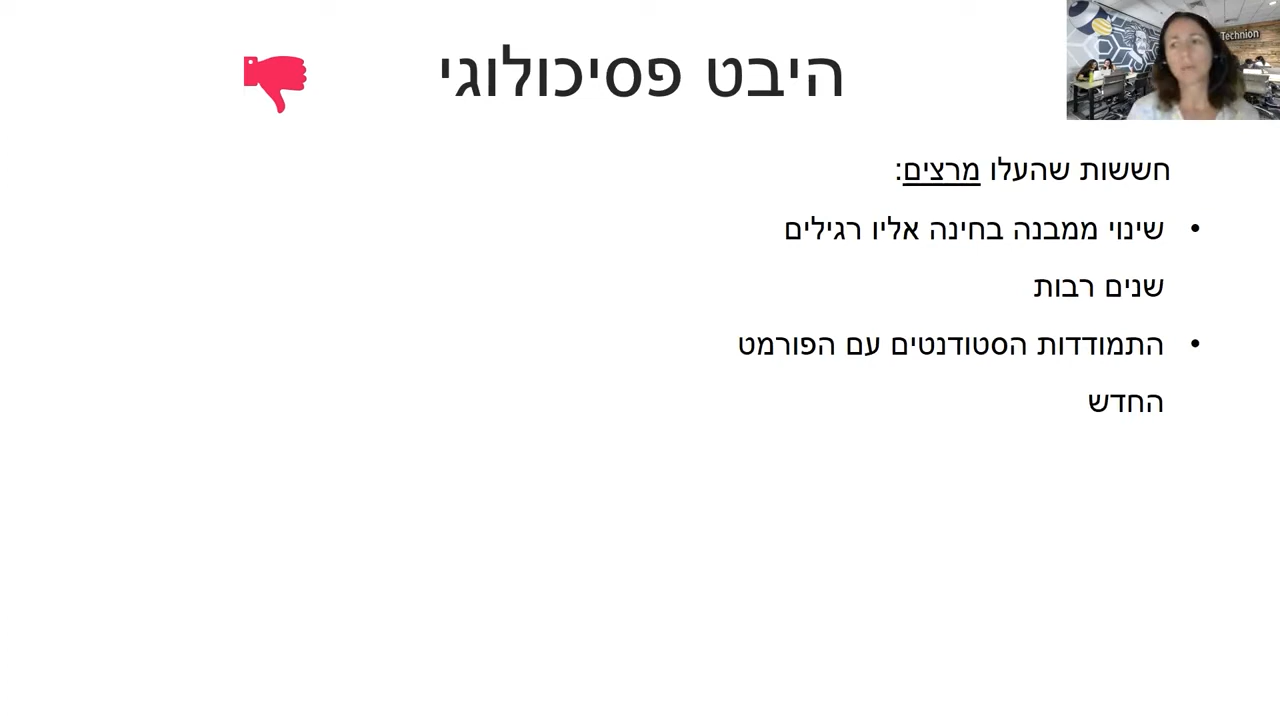 היבט פסיכולוגי
Technion
חששות שהעלו מרצים:
• שינוי ממבנה בחינה אליו רגילים
שנים רבות
• התמודדות הסטודנטים עם הפורמט
החדש